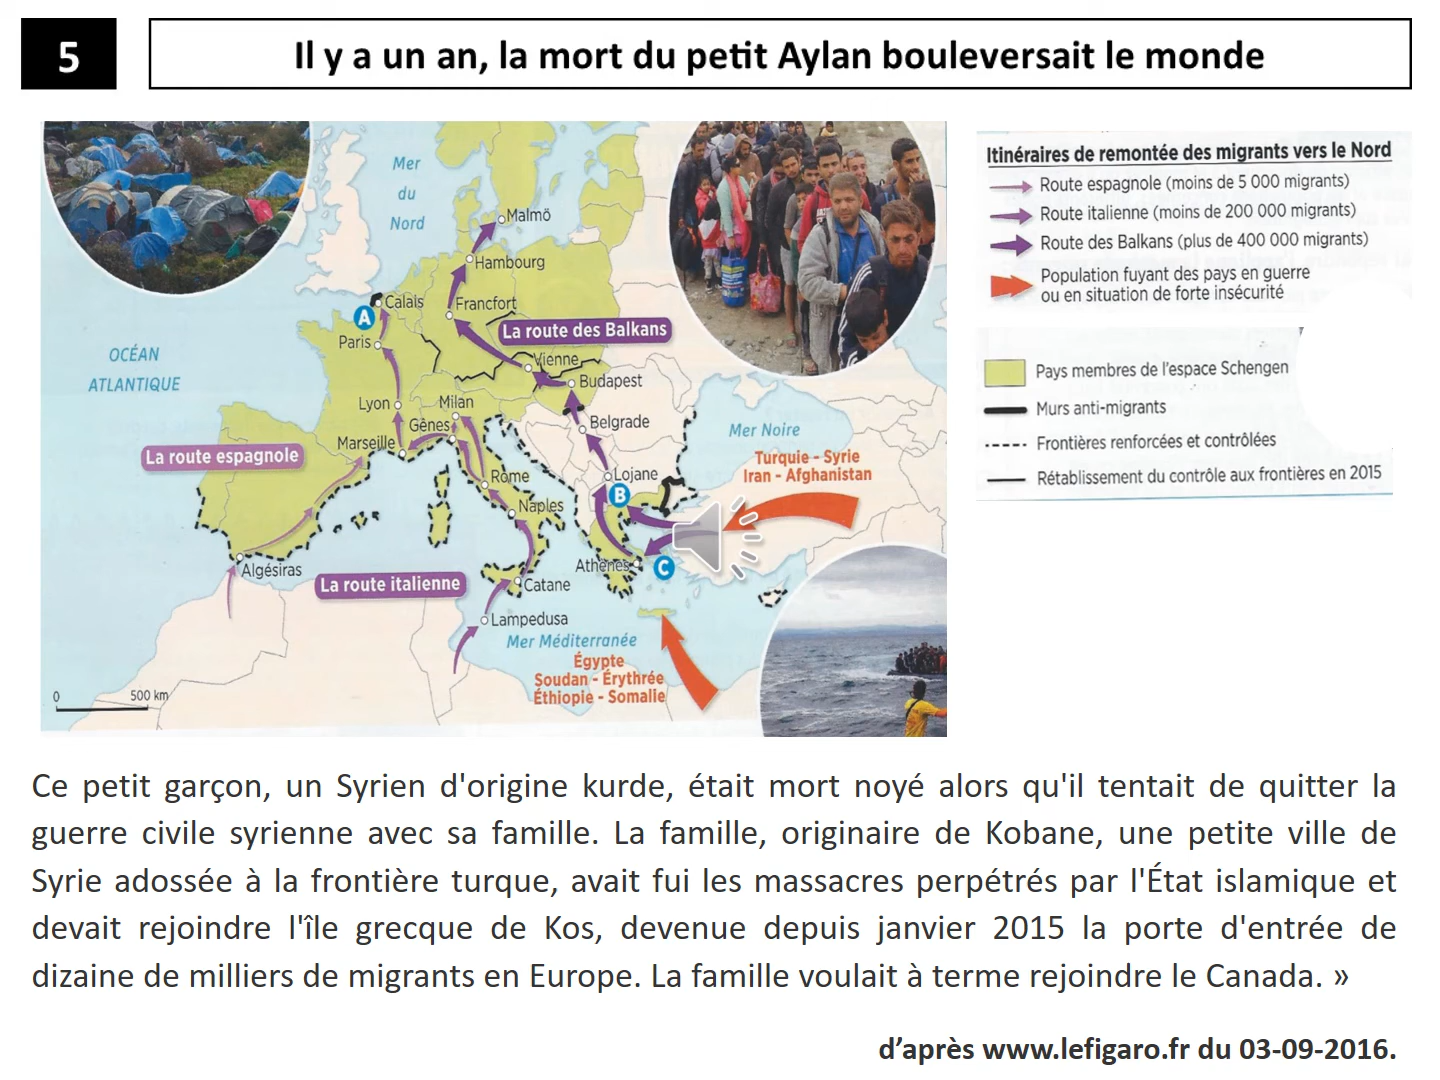 5
Il y a un an, la mort du petit Aylan bouleversait le monde
Mer
du
Nord
Malmö
Hambourg
Calais
Francfort
A
La route des Balkans
Paris
OCÉAN
ATLANTIQUE
Vienne
Budapest
Lyon
Milan
Gênes
Belgrade
Marseille
Mer Noire
La route espagnole
Turquie - Syrie
Iran - Afghanistan
Rome
Lojane
B
Naples
Athènes
C
Algésiras
La route italienne
Catane
Lampedusa
Mer Méditerranée
Égypte
Soudan - Érythrée
Éthiopie - Somalie
0 500 km
Itinéraires de remontée des migrants vers le Nord
Route espagnole (moins de 5 000 migrants)
Route italienne (moins de 200 000 migrants)
Route des Balkans (plus de 400 000 migrants)
Population fuyant des pays en guerre
ou en situation de forte insécurité
Pays membres de l'espace Schengen
Murs anti-migrants
Frontières renforcées et contrôlées
Rétablissement du contrôle aux frontières en 2015
Ce petit garçon, un Syrien d'origine kurde, était mort noyé alors qu'il tentait de quitter la
guerre civile syrienne avec sa famille. La famille, originaire de Kobane, une petite ville de
Syrie adossée à la frontière turque, avait fui les massacres perpétrés par l'État islamique et
devait rejoindre l'île grecque de Kos, devenue depuis janvier 2015 la porte d'entrée de
dizaine de milliers de migrants en Europe. La famille voulait à terme rejoindre le Canada. »
d'après www.lefigaro.fr du 03-09-2016.